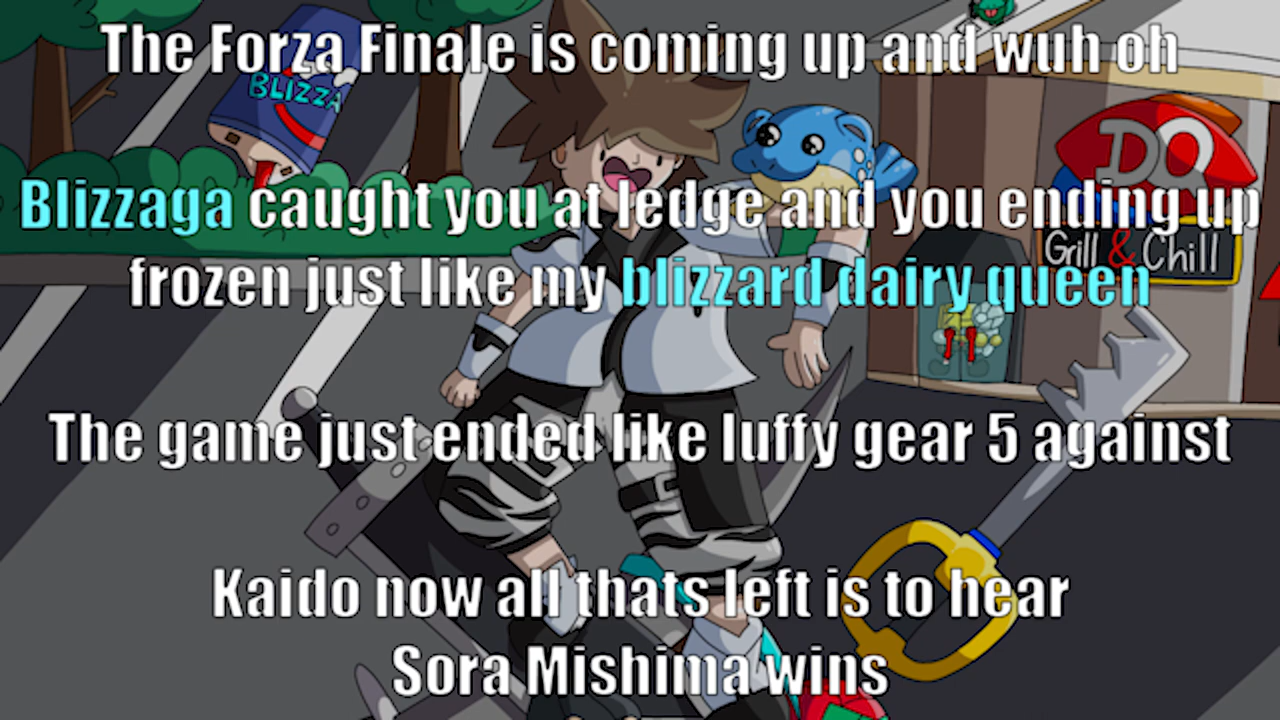 The Forza Finale is coming up and wuh oh
BLIZZA
DQ
Blizzaga caught you at ledge and you ending up
Grill & Chill
frozen just like my blizzard dairy queen
The game just ended like luffy gear 5 against
Kaido now all thats left is to hear
Sora Mishima wins